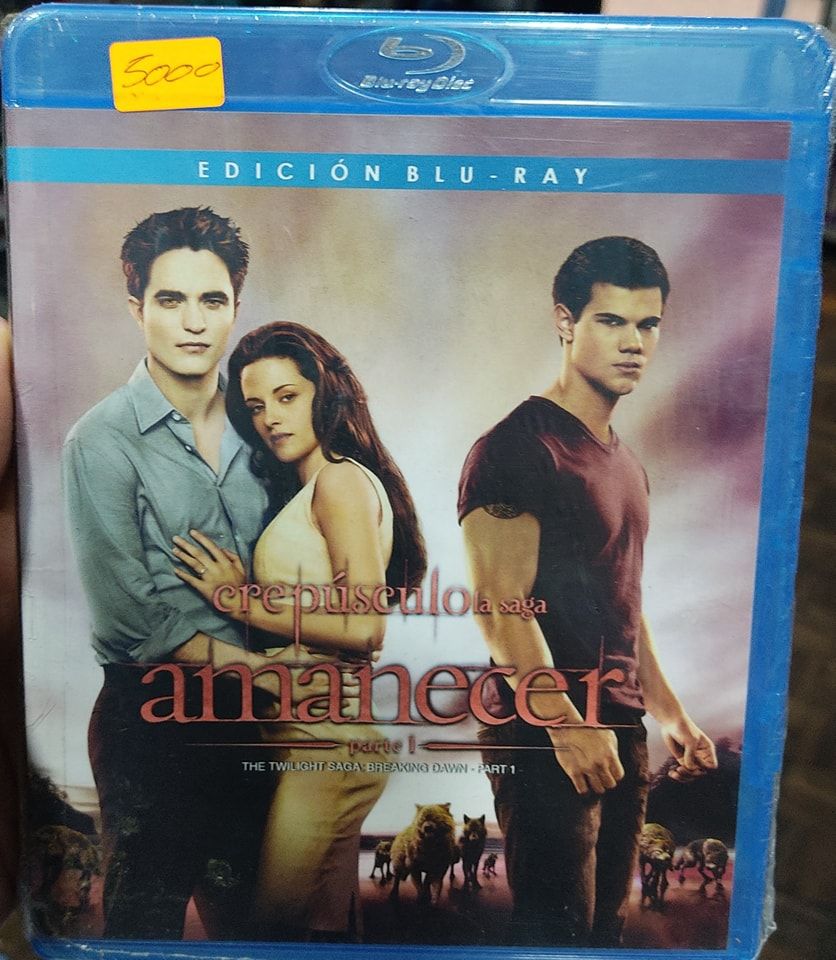 5000
Blu-ray Disc
EDICIÓN BLU-RAY
crepúsculo la saga
amanecer
parte 1
THE TWILIGHT SAGA: BREAKING DAWN - PART 1 -